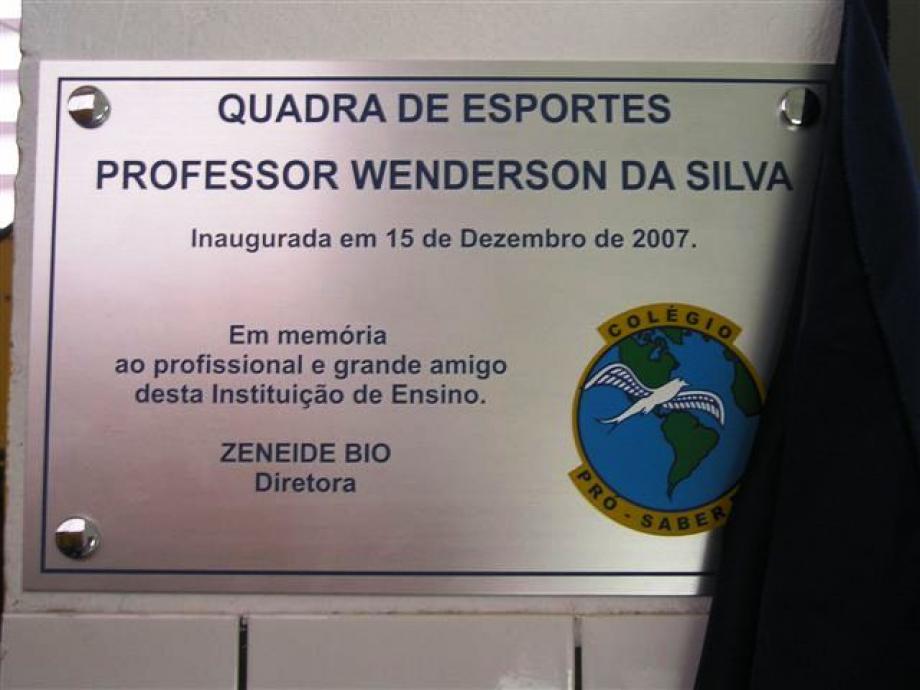 QUADRA DE ESPORTES
PROFESSOR WENDERSON DA SILVA
Inaugurada em 15 de Dezembro de 2007.
Em memória
ao profissional e grande amigo
desta Instituição de Ensino.
ZENEIDE BIO
Diretora
COLÉGIO
PRÓ - SABER